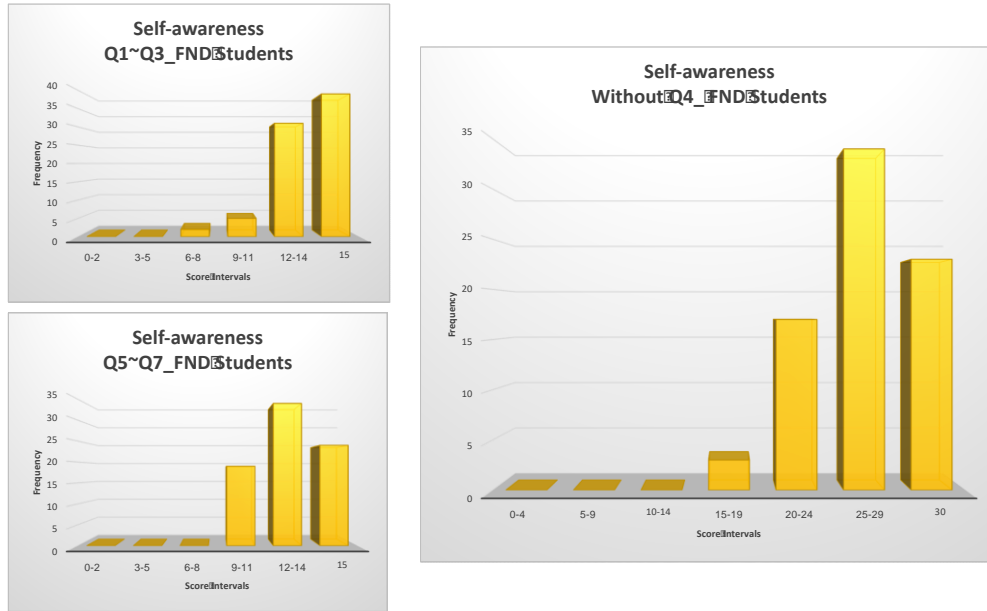 Self-awareness
Q1~Q3_FND Students
40
35
30
25
20
15
10
5
0
Frequency
0-2 3-5 6-8 9-11 12-14 15
Score Intervals
Self-awareness
Q5~Q7_FND Students
35
30
25
20
15
10
5
0
Frequency
0-2 3-5 6-8 9-11 12-14 15
Score Intervals
Self-awareness
Without Q4_ FND Students
35
30
25
20
15
10
5
0
Frequency
0-4 5-9 10-14 15-19 20-24 25-29 30
Score Intervals